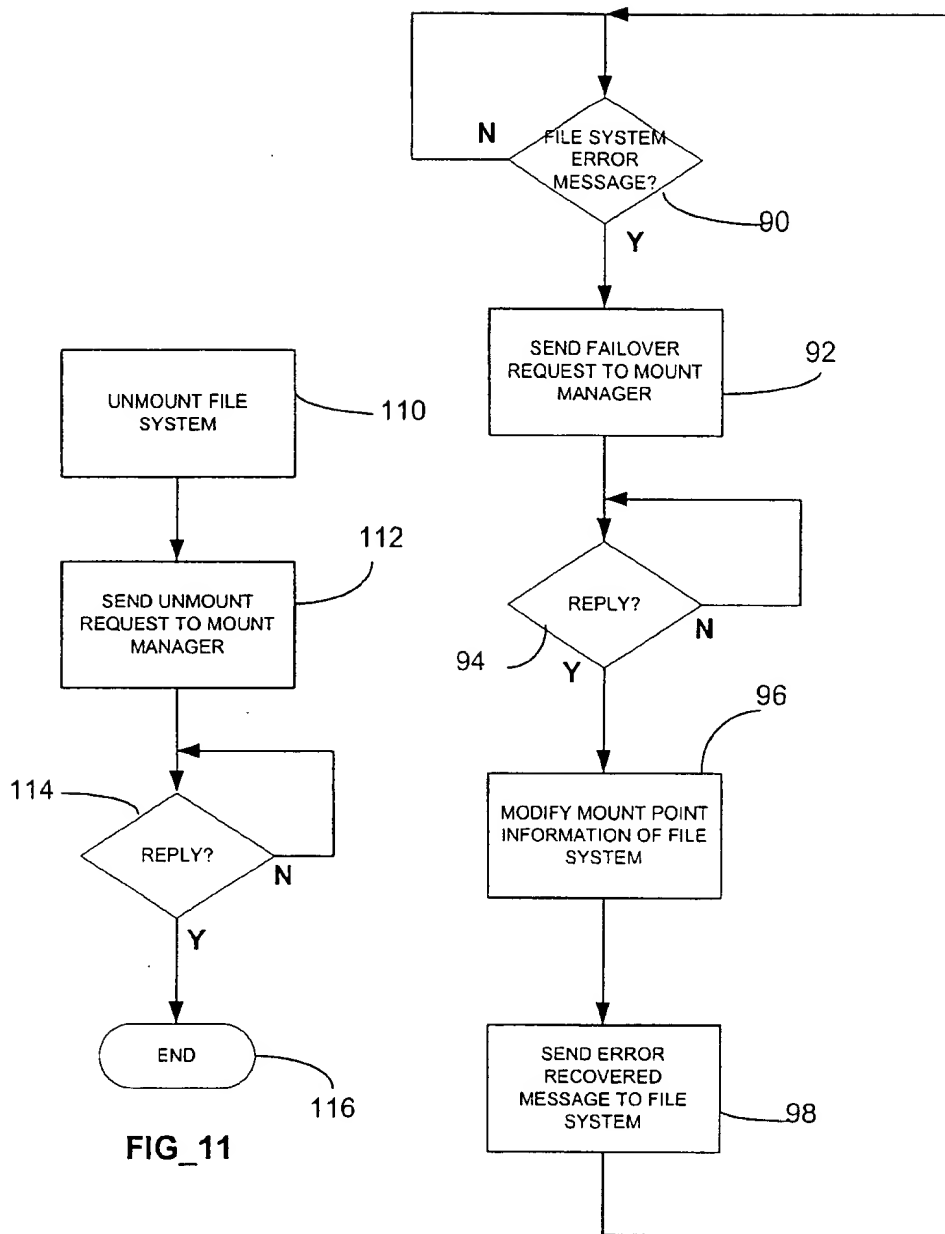 UNMOUNT FILE
SYSTEM
110
SEND UNMOUNT
REQUEST TO MOUNT
MANAGER
112
114
REPLY?
N
Y
END
116
FIG_11
N
FILE SYSTEM
ERROR
MESSAGE?
90
Y
SEND FAILOVER
REQUEST TO MOUNT
MANAGER
92
REPLY?
N
94
Y
96
MODIFY MOUNT POINT
INFORMATION OF FILE
SYSTEM
SEND ERROR
RECOVERED
MESSAGE TO FILE
SYSTEM
98